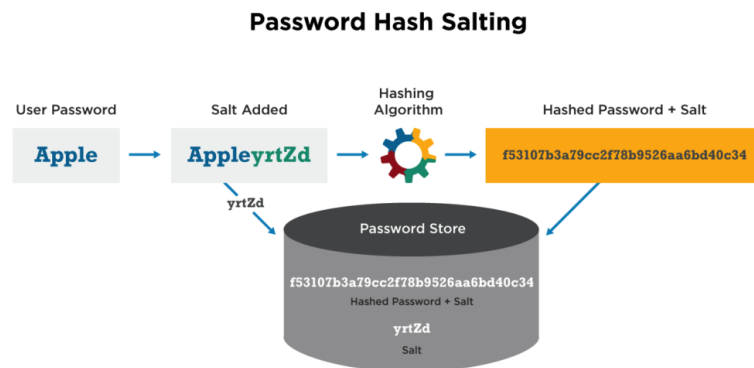 Password Hash Salting
User Password
Salt Added
Hashing
Algorithm
Hashed Password + Salt
Apple
AppleyrtZd
f53107b3a79cc2f78b9526aa6bd40c34
yrtZd
Password Store
f53107b3a79cc2f78b9526aa6bd40c34
Hashed Password + Salt
yrtZd
Salt